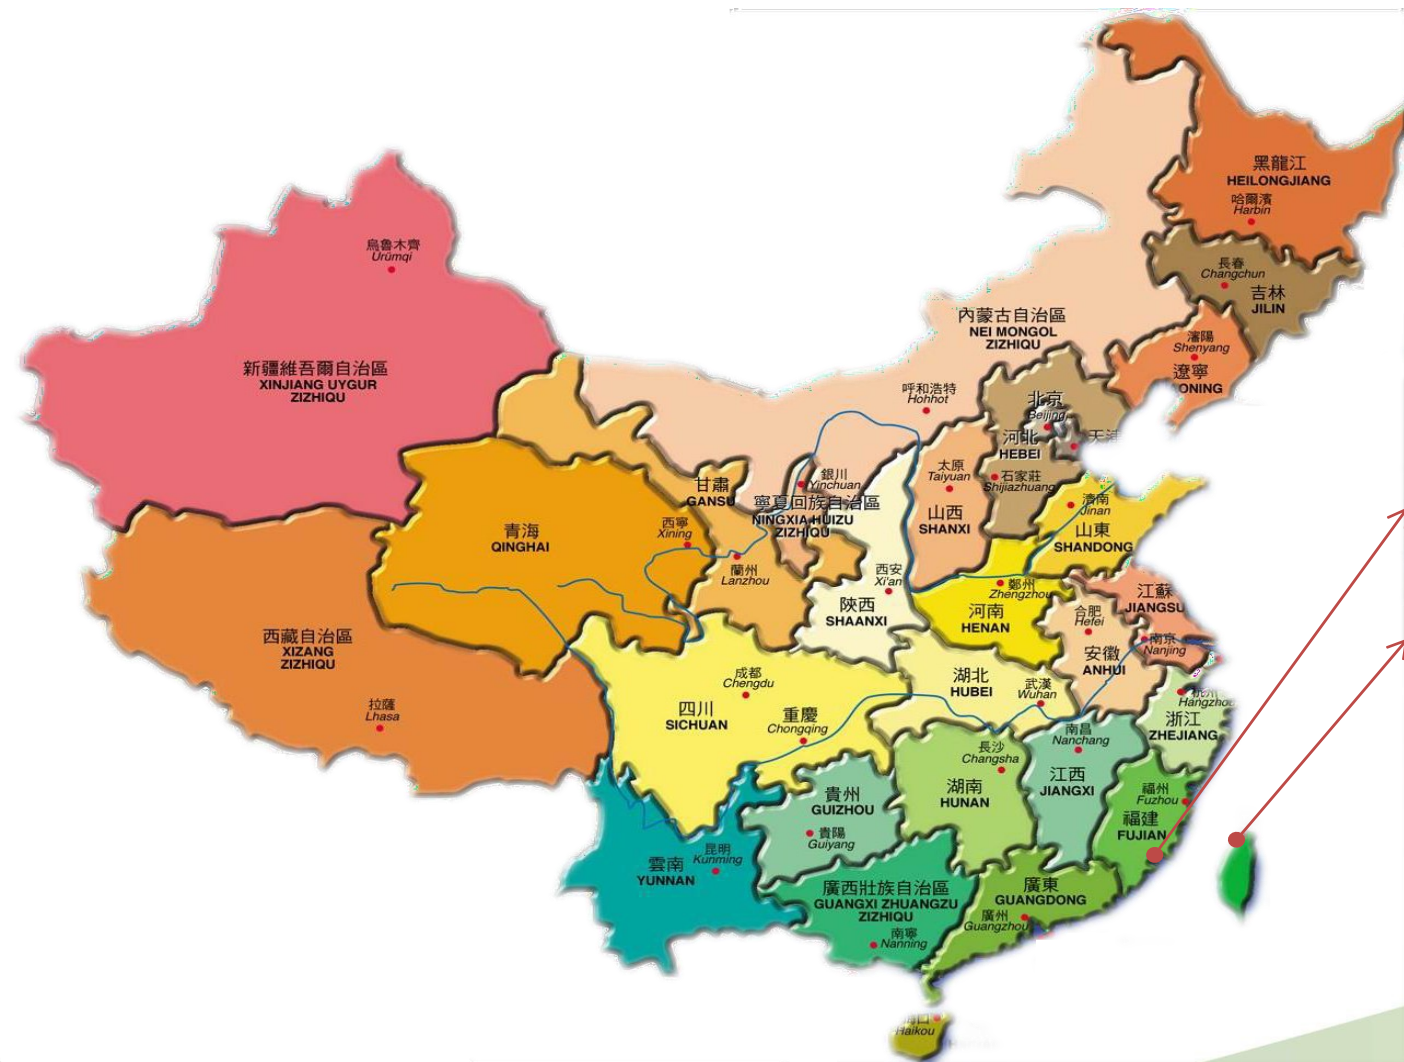 黑龍江
HEILONGJIANG
哈爾濱
Harbin
長春
Changchun
吉林
JILIN
瀋陽
Shenyang
遼寧
ONING
內蒙古自治區
NEI MONGOL
ZIZHIQU
呼和浩特
Hohhot
烏魯木齊
Ürümqi
新疆維吾爾自治區
XINJIANG UYGUR
ZIZHIQU
北京
Beijing
河北
HEBEI
石家莊
Shijiazhuang
太原
Taiyuan
山西
SHANXI
濟南
Jinan
山東
SHANDONG
銀川
Yinchuan
寧夏回族自治區
NINGXIA HUIZU
ZIZHIQU
甘肅
GANSU
蘭州
Lanzhou
西寧
Xining
青海
QINGHAI
西安
Xi'an
陝西
SHAANXI
鄭州
Zhengzhou
河南
HENAN
江蘇
JIANGSU
南京
Nanjing
合肥
Hefei
安徽
ANHUI
西藏自治區
XIZANG
ZIZHIQU
拉薩
Lhasa
成都
Chengdu
四川
SICHUAN
重慶
Chongqing
湖北
HUBEI
武漢
Wuhan
Hangzhou
浙江
ZHEJIANG
南昌
Nanchang
江西
JIANGXI
長沙
Changsha
湖南
HUNAN
貴州
GUIZHOU
貴陽
Guiyang
福州
Fuzhou
福建
FUJIAN
昆明
Kunming
雲南
YUNNAN
廣西壯族自治區
GUANGXI ZHUANGZU
ZIZHIQU
南寧
Nanning
廣東
GUANGDONG
廣州
Guangzhou
Haikou